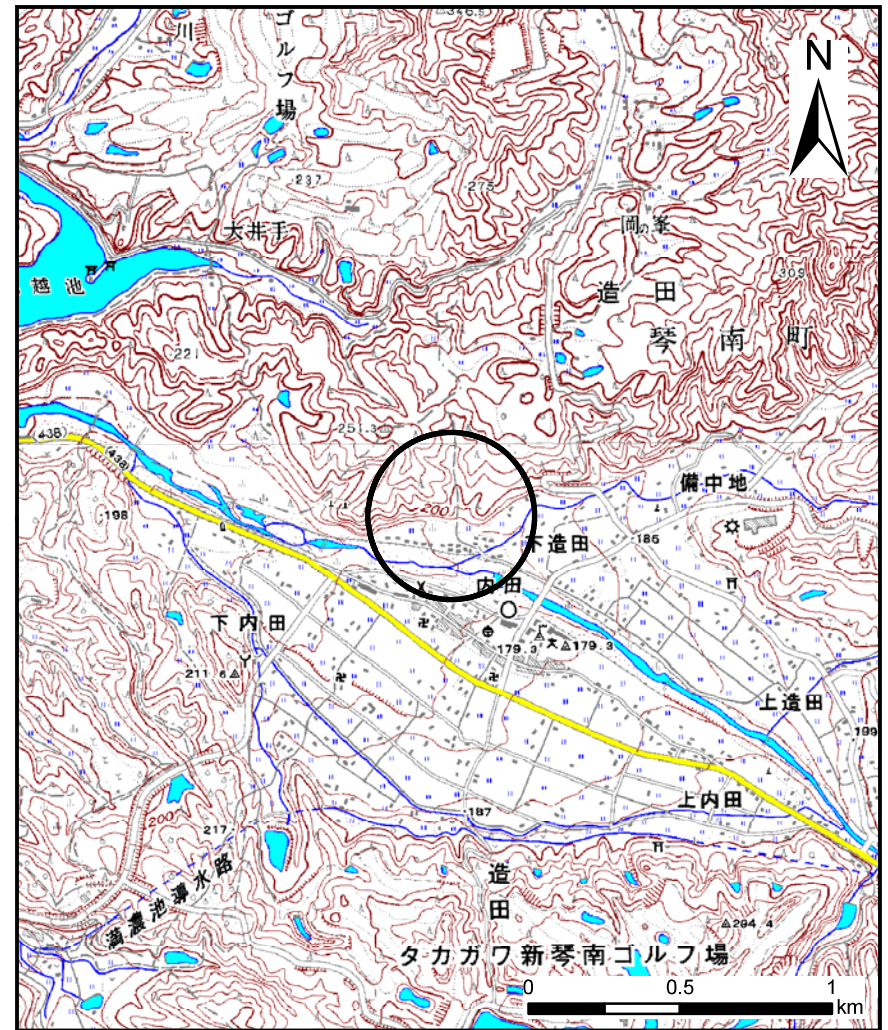 346.5
川
ゴルフ場
N
237
275
大井手
岡の峯
309
造田
越池
琴南町
221
251.3
(438)
(438)
200
備中地
198
下造田
185
内田
下内田
179.3
179.3
211.6
上造田
199
200
217
187
上内田
満濃池導水路
造田
284.4
タカガワ新琴南ゴルフ場
0 0.5 1
km